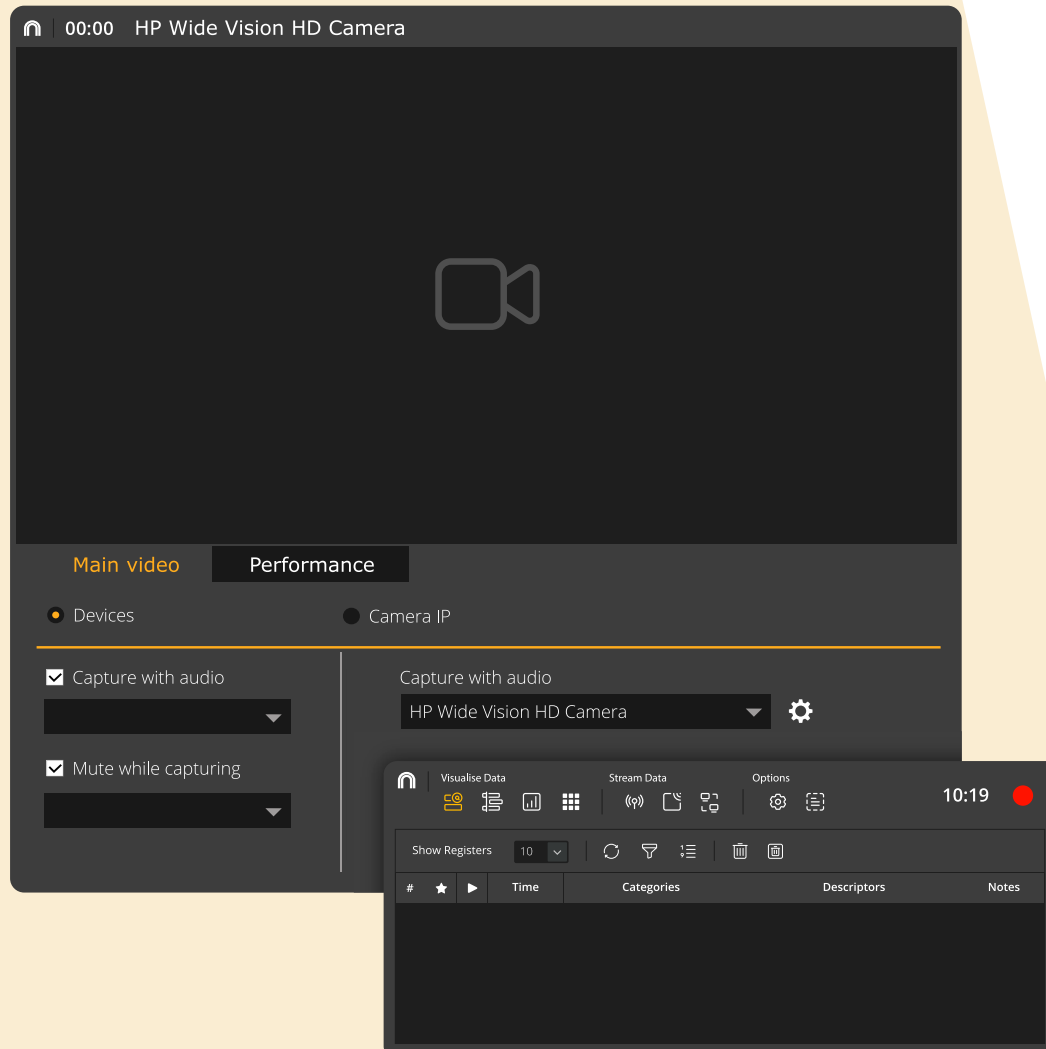 00:00 HP Wide Vision HD Camera
Main video Performance
Devices Camera IP
Capture with audio
Mute while capturing
Capture with audio
HP Wide Vision HD Camera
Visualise Data Stream Data Options
10:19
Show Registers 10
# Time Categories Descriptors Notes